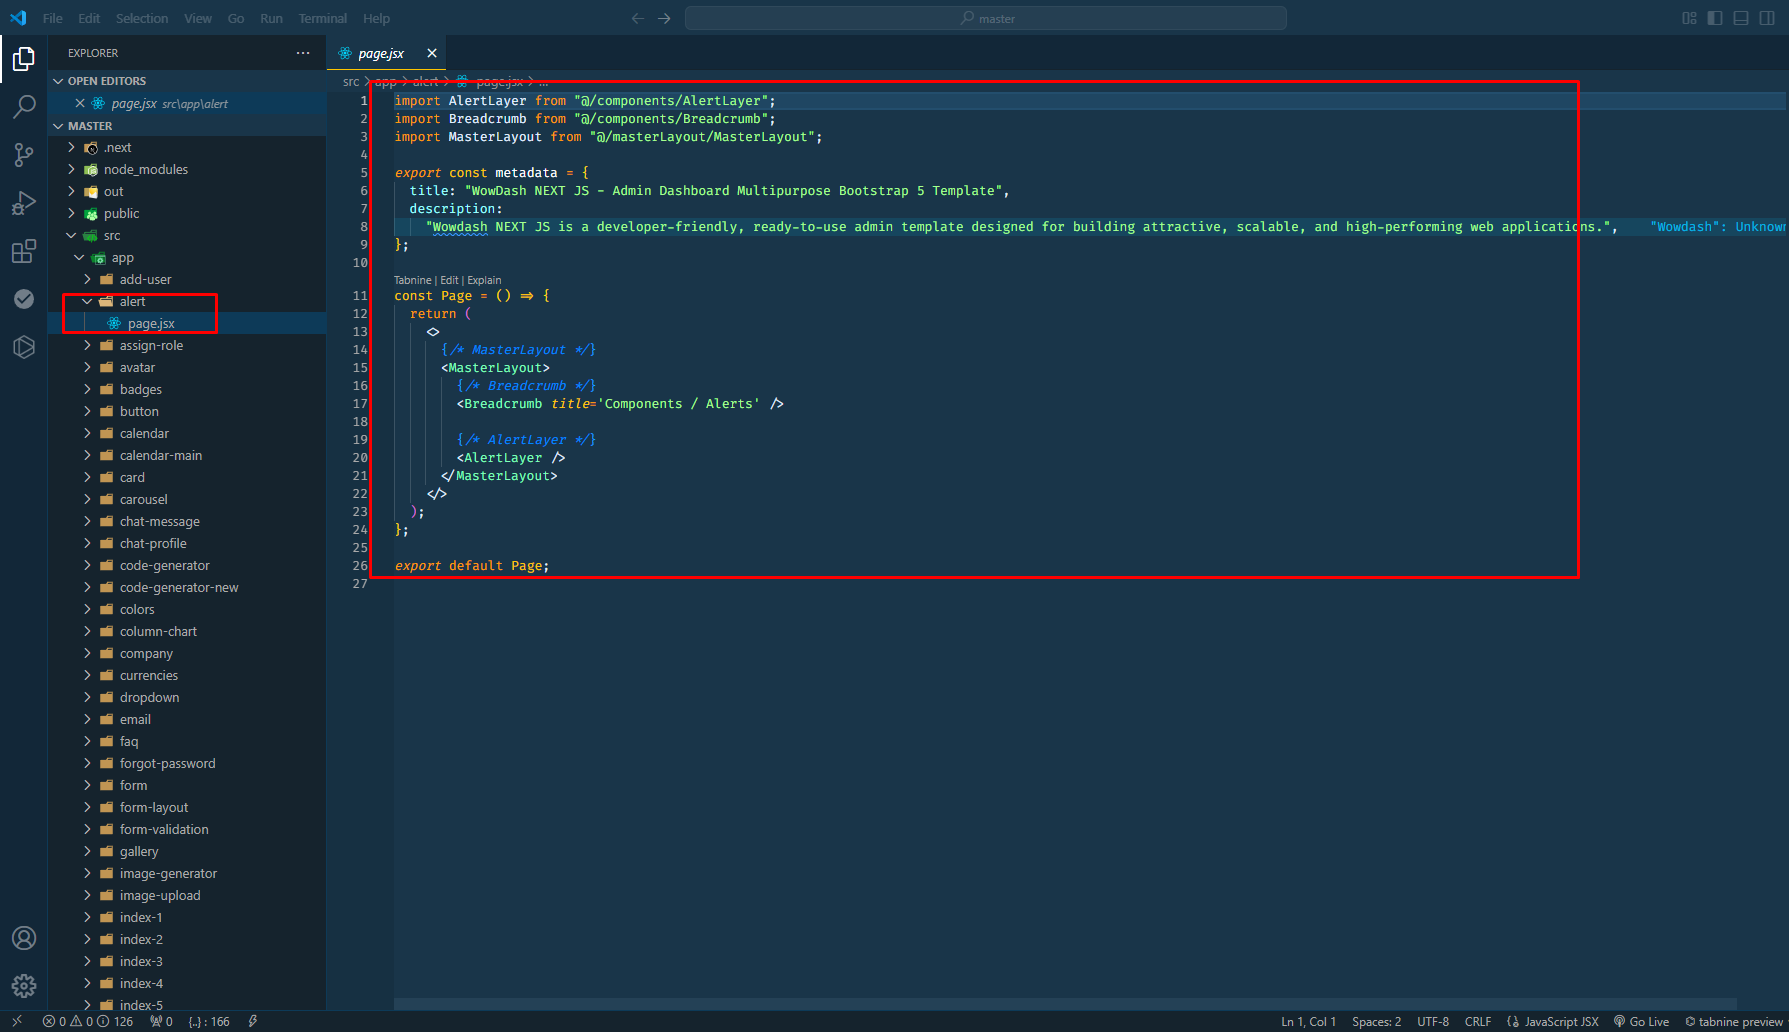 File Edit Selection View Go Run Terminal Help
master
EXPLORER
OPEN EDITORS
page.jsx src\app\alert
MASTER
.next
node_modules
out
public
src
app
add-user
alert
page.jsx
assign-role
avatar
badges
button
calendar
calendar-main
card
carousel
chat-message
chat-profile
code-generator
code-generator-new
colors
column-chart
company
currencies
dropdown
email
faq
forgot-password
form
form-layout
form-validation
gallery
image-generator
image-upload
index-1
index-2
index-3
index-4
index-5
page.jsx
src > app > alert > page.jsx > ...
1 import AlertLayer from "@/components/AlertLayer";
2 import Breadcrumb from "@/components/Breadcrumb";
3 import MasterLayout from "@/masterLayout/MasterLayout";
4
5 export const metadata = {
6 title: "WowDash NEXT JS - Admin Dashboard Multipurpose Bootstrap 5 Template",
7 description:
8 "Wowdash NEXT JS is a developer-friendly, ready-to-use admin template designed for building attractive, scalable, and high-performing web applications.", "Wowdash": Unknown
9 };
10
Tabnine | Edit | Explain
11 const Page = () => {
12 return (
13 <>
14 {/* MasterLayout */}
15 <MasterLayout>
16 {/* Breadcrumb */}
17 <Breadcrumb title='Components / Alerts' />
18
19 {/* AlertLayer */}
20 <AlertLayer />
21 </MasterLayout>
22 </>
23 );
24 };
25
26 export default Page;
27
0 0 126 0 {..} : 166
Ln 1, Col 1 Spaces: 2 UTF-8 CRLF JavaScript JSX Go Live tabnine preview